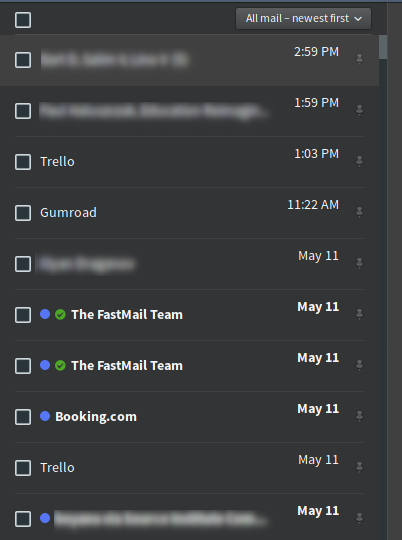 All mail – newest first
2:59 PM
1:59 PM
Trello 1:03 PM
Gumroad 11:22 AM
May 11
The FastMail Team May 11
The FastMail Team May 11
Booking.com May 11
Trello May 11
May 11